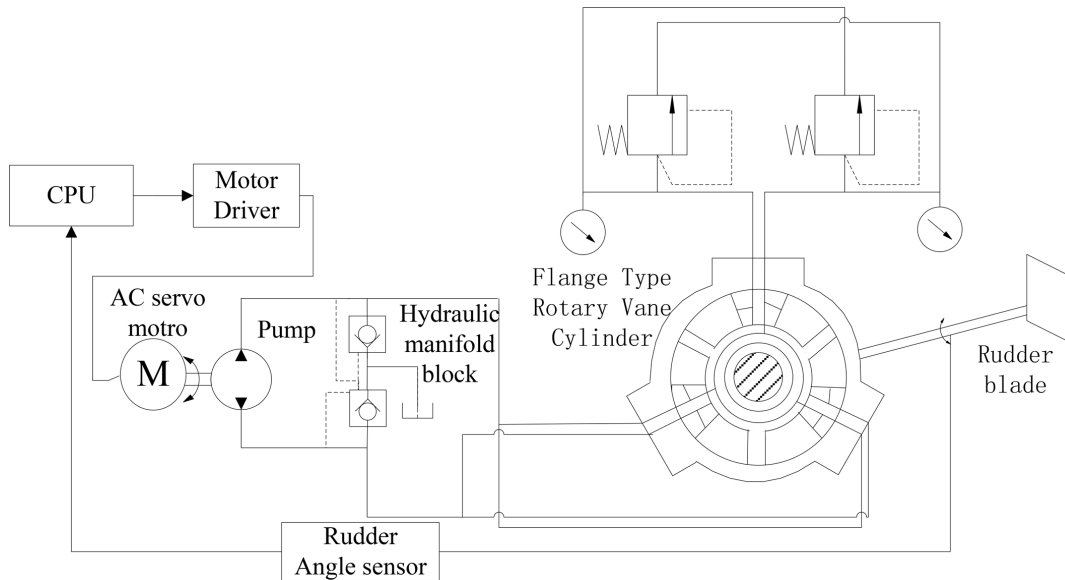 CPU
Motor
Driver
AC servo
motro
M
Pump
Hydraulic
manifold
block
Flange Type
Rotary Vane
Cylinder
Rudder
blade
Rudder
Angle sensor